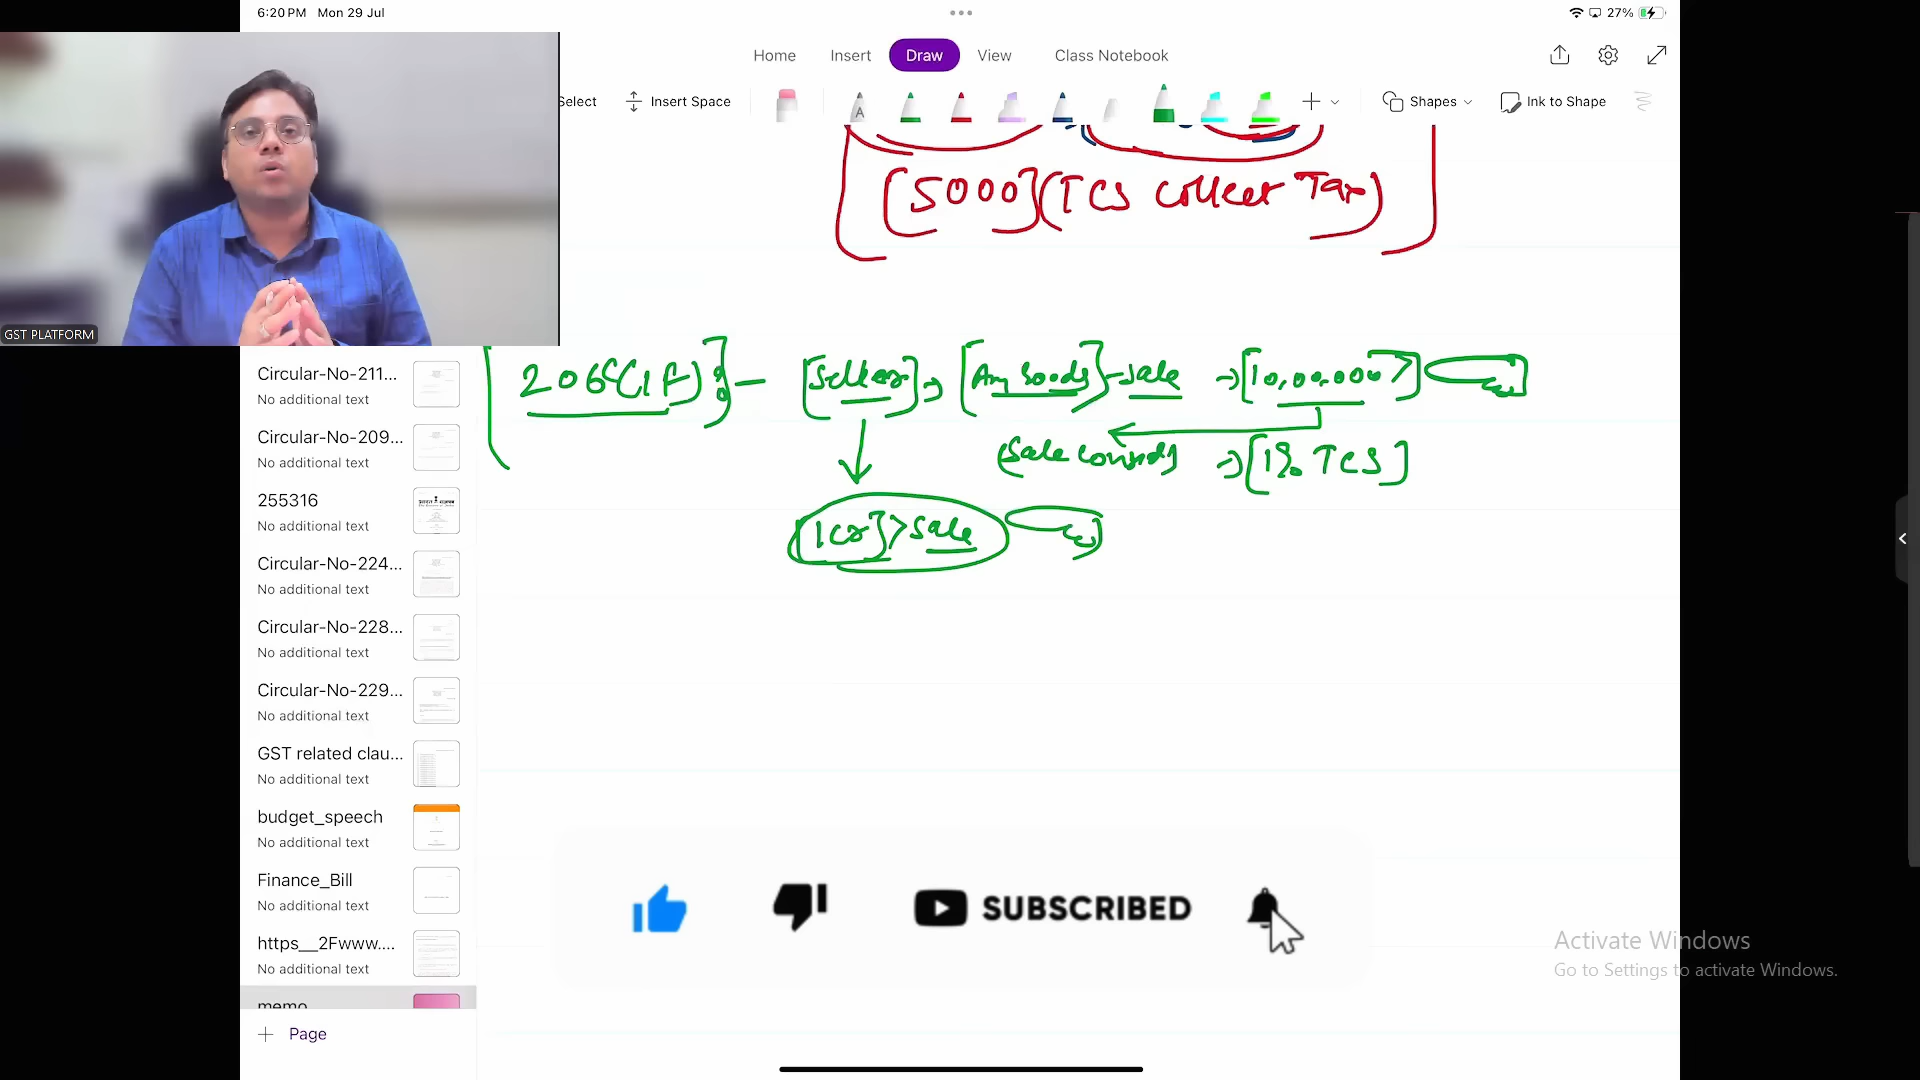 6:20 PM Mon 29 Jul
27%
Home Insert Draw View Class Notebook
Select Insert Space A Shapes Ink to Shape
[5000] (TCS Collect Tax)
GST PLATFORM
[206C(1F)] - [Seller] → [Any Goods] - Sale → [10,00,000>]
→ [1% TCS]
[1 cr] > Sale
Circular-No-211...
No additional text
Circular-No-209...
No additional text
255316
No additional text
Circular-No-224...
No additional text
Circular-No-228...
No additional text
Circular-No-229...
No additional text
GST related clau...
No additional text
budget_speech
No additional text
Finance_Bill
No additional text
https__2Fwww....
No additional text
memo
+ Page
SUBSCRIBED
Activate Windows
Go to Settings to activate Windows.